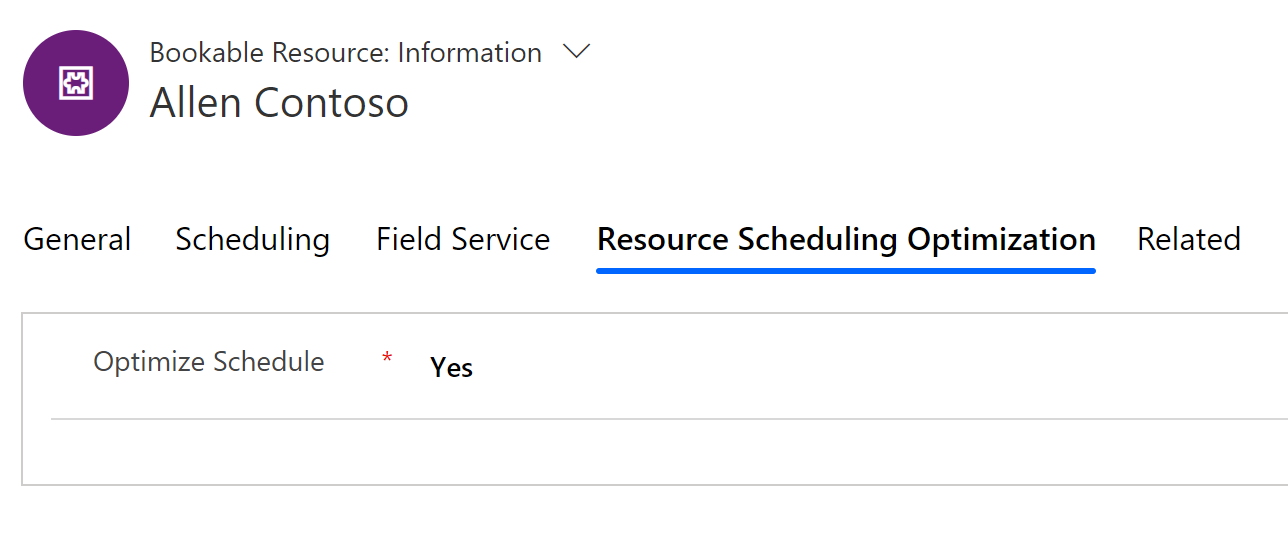 Bookable Resource: Information
Allen Contoso
General Scheduling Field Service Resource Scheduling Optimization Related
Optimize Schedule * Yes